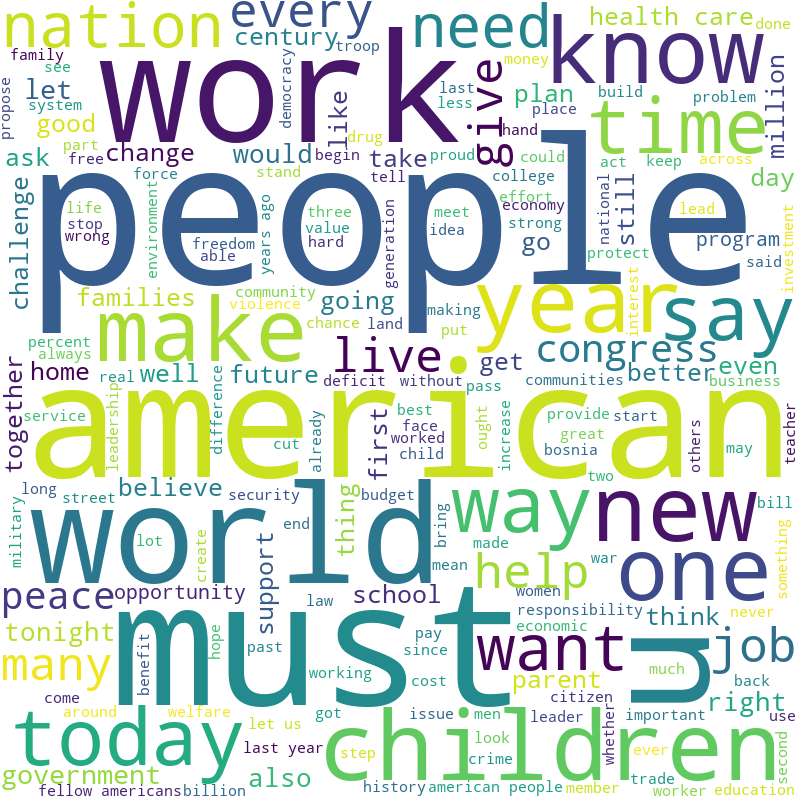 nation
every
need
health care
done
family
century
troop
know
see
let
work
democracy
like
last
money
less
plan
build
place
problem
million
propose
system
good
part
free
drug
give
hand
time
ask
change
would
begin
take
proud
could
act
keep
across
force
stand
tell
college
effort
day
challenge
people
life
stop
wrong
environment
freedom
able
years ago
three
value
hard
generation
meet
idea
economy
strong
go
national
still
lead
program
protect
said
investment
families
violence
community
going
chance
land
making
put
year
interest
say
make
percent
always
home
real
well
difference
future
live
deficit
without
get
pass
congress
communities
better
even
business
together
service
leadership
american
cut
already
first
best
face
worked
child
ought
increase
provide
great
bosnia
start
others
may
teacher
long
street
believe
security
budget
two
bill
military
world
lot
create
end
thing
bring
mean
way
made
new
war
help
one
something
peace
opportunity
support
law
school
women
responsibility
think
never
tonight
must
benefit
hope
past
pay
since
economic
want
u
job
many
working
cost
parent
much
back
come
citizen
right
today
around
welfare
let us
got
issue
men
leader
whether
important
use
last year
step
children
look
crime
ever
second
government
also
trade
fellow americans
billion
history
american people
member
worker
education